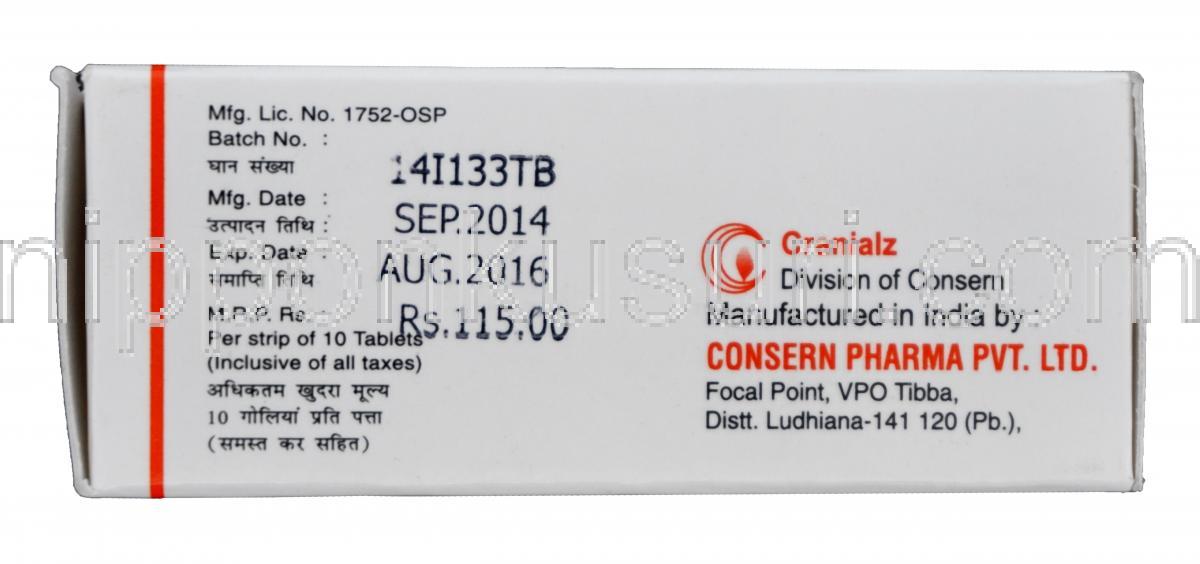 Mfg. Lic. No. 1752-OSP
Batch No. :
घान संख्या
14I133TB
Mfg. Date :
उत्पादन तिथि :
SEP.2014
Exp. Date :
समाप्ति तिथि
AUG.2016
M.R.P. Rs. :
Rs.115.00
Per strip of 10 Tablets
(Inclusive of all taxes)
अधिकतम खुदरा मूल्य
10 गोलियां प्रति पत्ता
(समस्त कर सहित)
Division of Consern
Manufactured in India by :
CONSERN PHARMA PVT. LTD.
Focal Point, VPO Tibba,
Distt. Ludhiana-141 120 (Pb.),
nipponkusuri.com